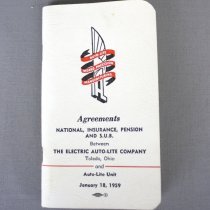 Agreements
NATIONAL, INSURANCE, PENSION
AND S.U.B.
Between
THE ELECTRIC AUTO-LITE COMPANY
Toledo, Ohio
and
Auto-Lite Unit
January 18, 1959